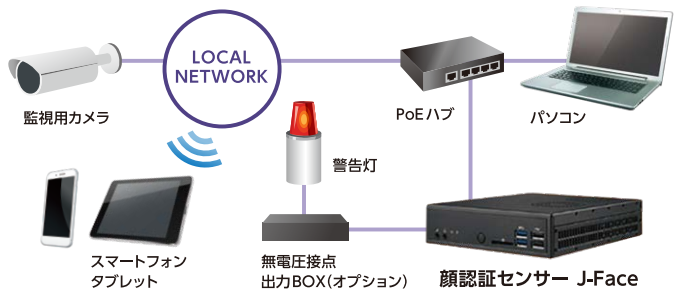 LOCAL
NETWORK
監視用カメラ
PoEハブ
パソコン
警告灯
スマートフォン
タブレット
無電圧接点
出力BOX(オプション)
顔認証センサー J-Face